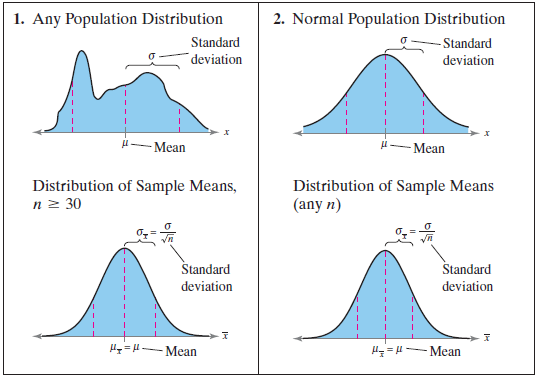 1. Any Population Distribution
σ
Standard
deviation
x
μ
Mean
Distribution of Sample Means,
n ≥ 30
σx̅ = σ/√n
Standard
deviation
x̅
μx̅ = μ
Mean
2. Normal Population Distribution
σ
Standard
deviation
x
μ
Mean
Distribution of Sample Means
(any n)
σx̅ = σ/√n
Standard
deviation
x̅
μx̅ = μ
Mean